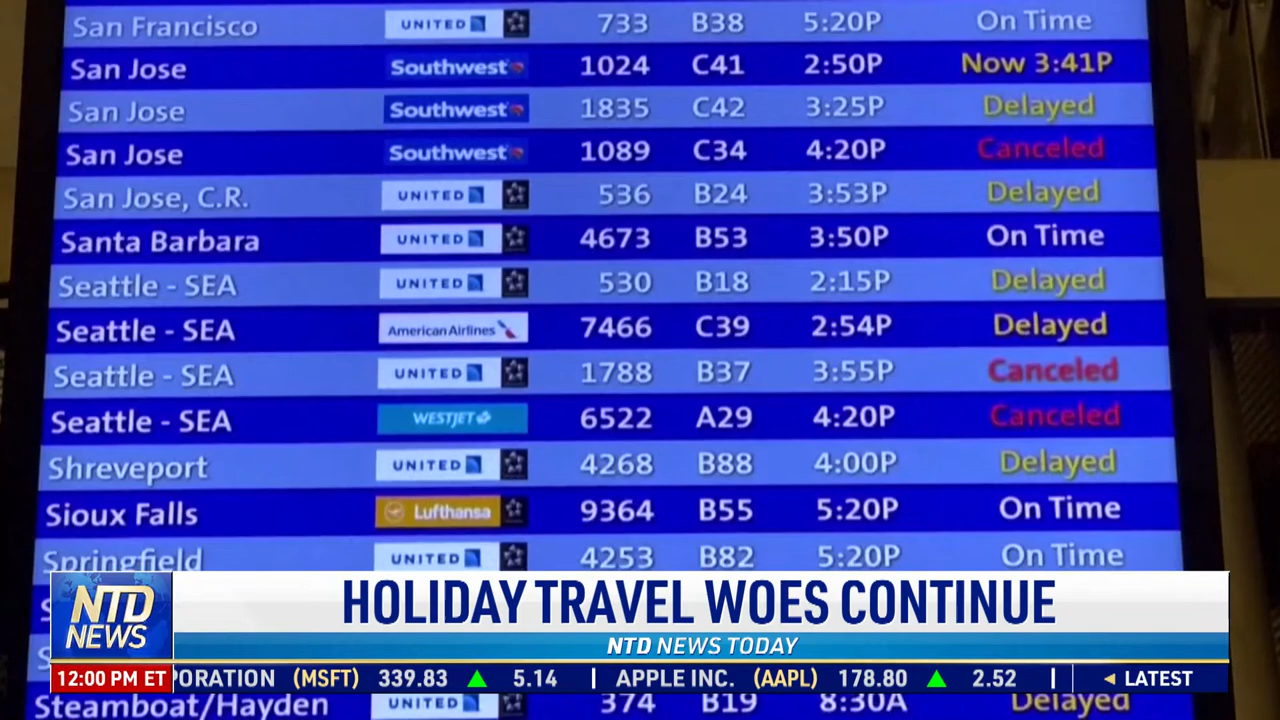 San Francisco UNITED 733 B38 5:20P On Time
San Jose Southwest 1024 C41 2:50P Now 3:41P
San Jose Southwest 1835 C42 3:25P Delayed
San Jose Southwest 1089 C34 4:20P Canceled
San Jose, C.R. UNITED 536 B24 3:53P Delayed
Santa Barbara UNITED 4673 B53 3:50P On Time
Seattle - SEA UNITED 530 B18 2:15P Delayed
Seattle - SEA American Airlines 7466 C39 2:54P Delayed
Seattle - SEA UNITED 1788 B37 3:55P Canceled
Seattle - SEA WESTJET 6522 A29 4:20P Canceled
Shreveport UNITED 4268 B88 4:00P Delayed
Sioux Falls Lufthansa 9364 B55 5:20P On Time
Springfield UNITED 4253 B82 5:20P On Time
NTD NEWS
HOLIDAY TRAVEL WOES CONTINUE
NTD NEWS TODAY
12:00 PM ET PORATION (MSFT) 339.83 ▲ 5.14 | APPLE INC. (AAPL) 178.80 ▲ 2.52 | ◄ LATEST
Steamboat/Hayden UNITED 374 B19 8:30A Delayed